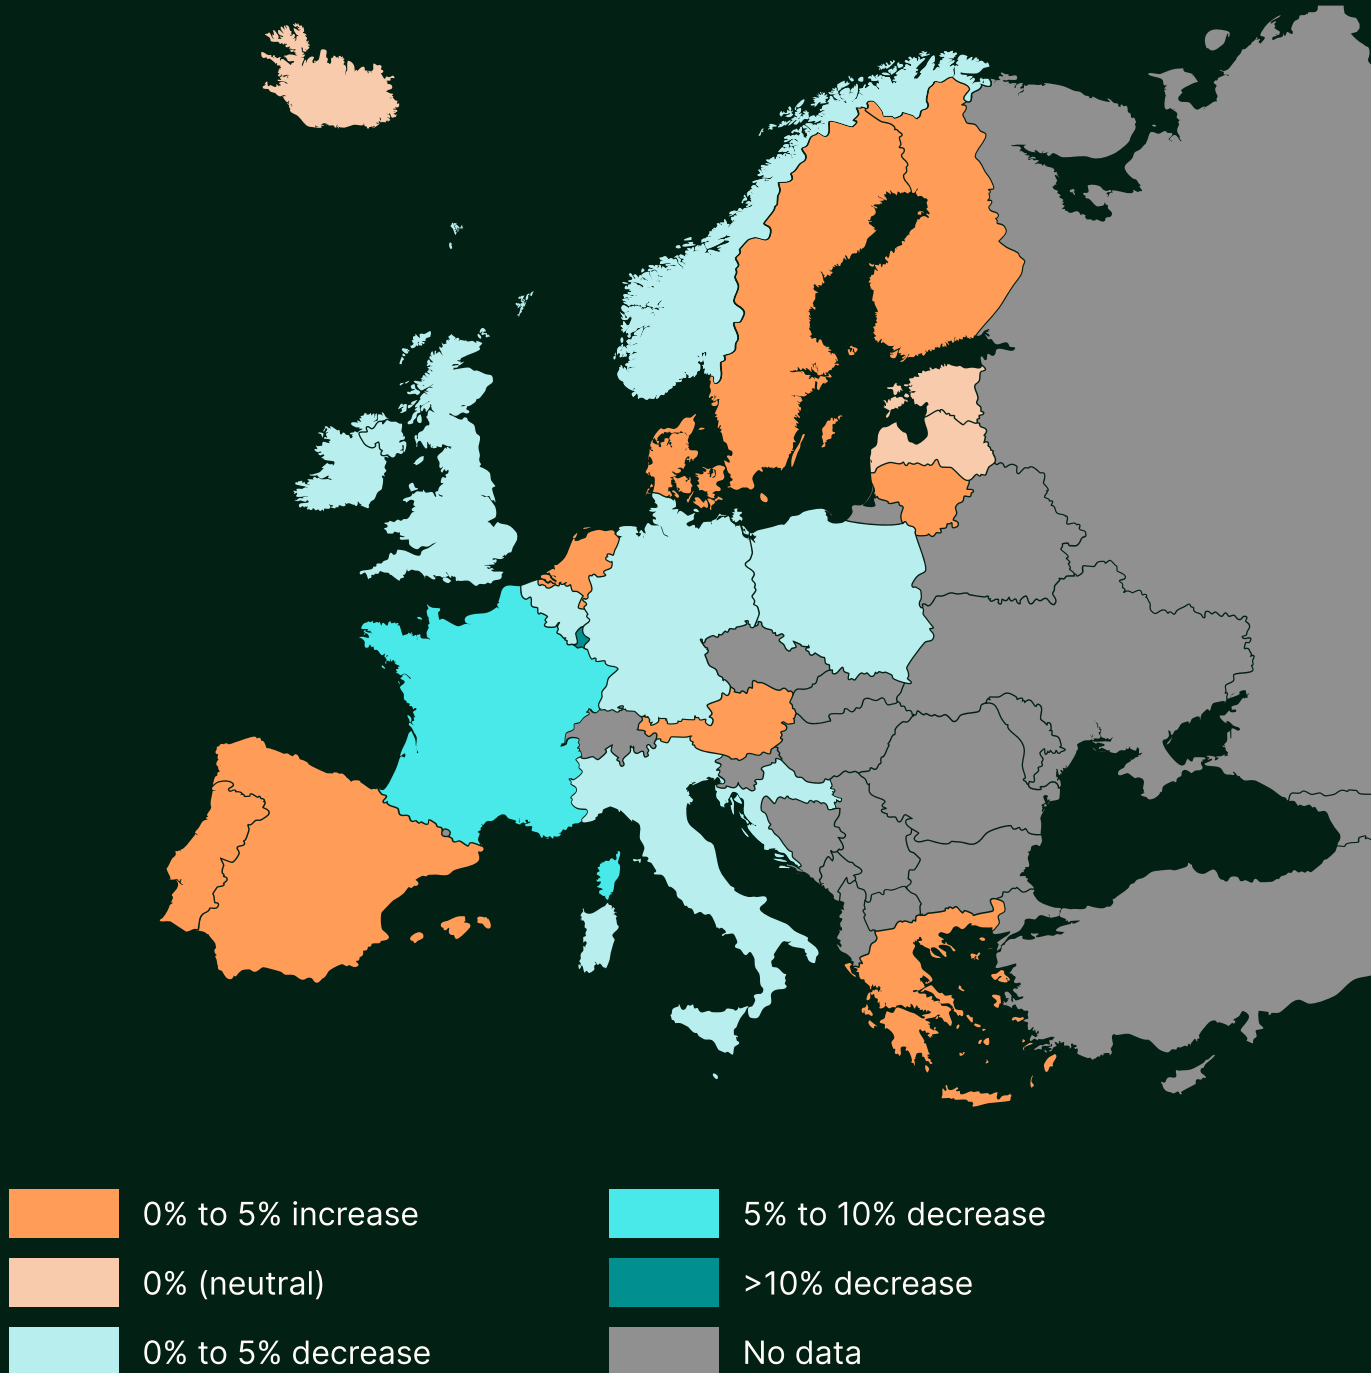 0% to 5% increase
0% (neutral)
0% to 5% decrease
5% to 10% decrease
>10% decrease
No data